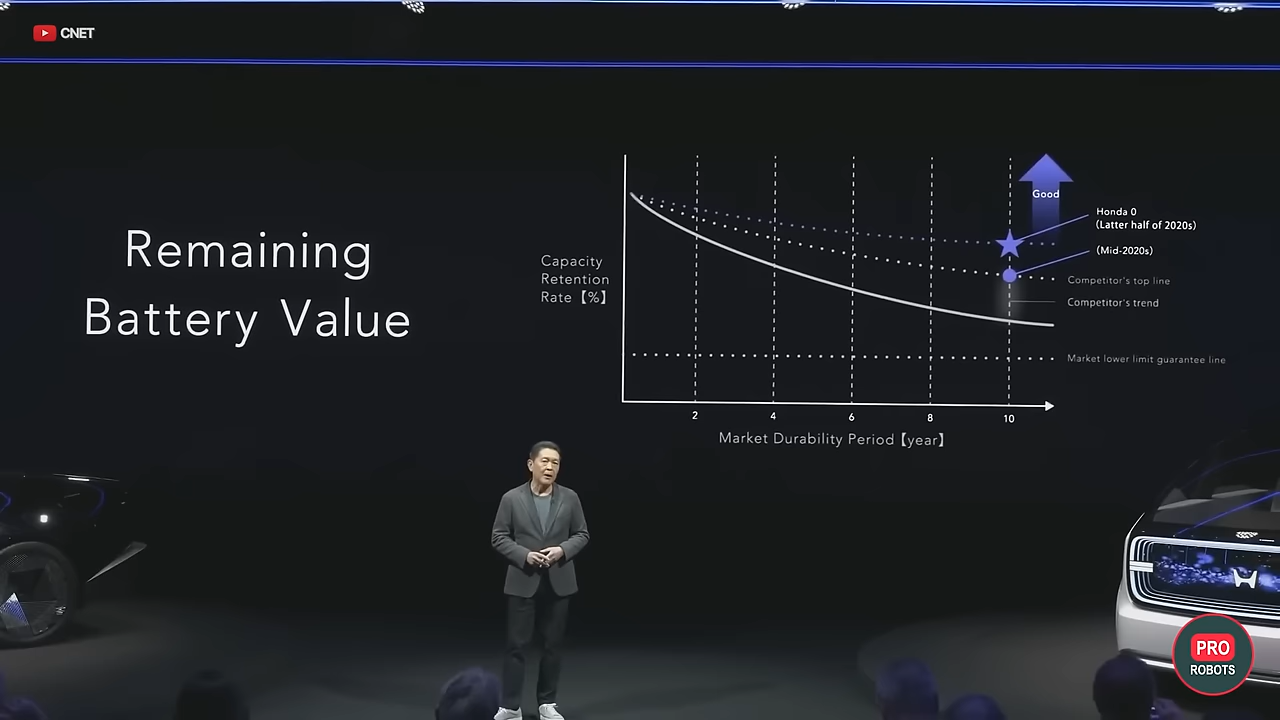 CNET
Remaining
Battery Value
Capacity
Retention
Rate【%】
Good
Honda 0
(Latter half of 2020s)
(Mid-2020s)
Competitor's top line
Competitor's trend
Market lower limit guarantee line
2 4 6 8 10
Market Durability Period【year】
PRO
ROBOTS